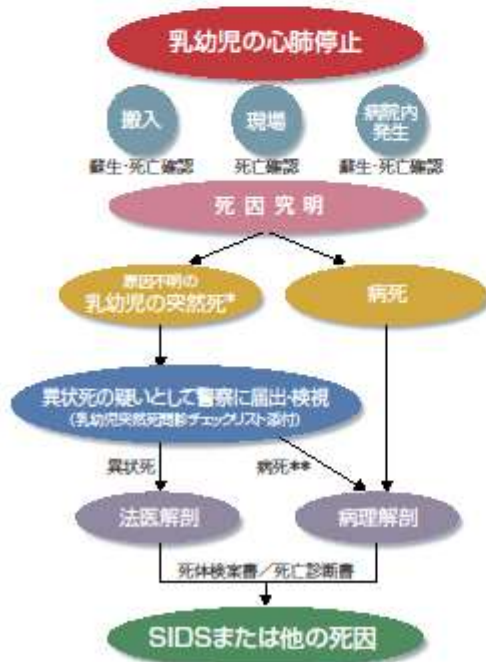 乳幼児の心肺停止
搬入
現場
病院内
発生
蘇生・死亡確認
死亡確認
蘇生・死亡確認
死因究明
原因不明の
乳幼児の突然死*
病死
異状死の疑いとして警察に届出・検視
(乳幼児突然死問診チェックリスト添付)
異状死
病死**
法医解剖
病理解剖
死体検案書/死亡診断書
SIDSまたは他の死因